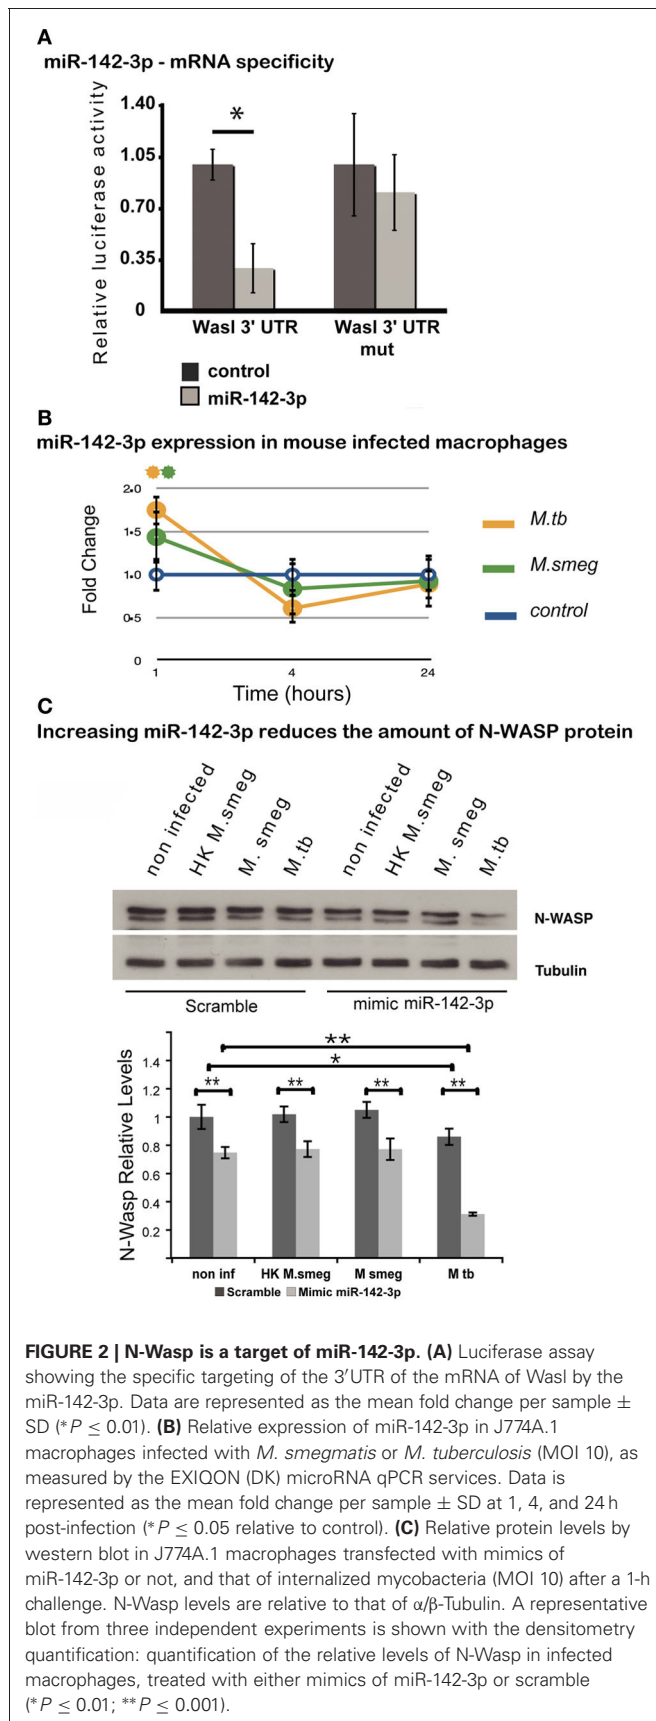 A
miR-142-3p - mRNA specificity
Relative luciferase activity
1.40
1.05
0.70
0.35
0
*
Wasl 3' UTR
Wasl 3' UTR
mut
control
miR-142-3p
B
miR-142-3p expression in mouse infected macrophages
Fold Change
2.0
1.5
1.0
0.5
0
1
4
24
Time (hours)
M.tb
M.smeg
control
C
Increasing miR-142-3p reduces the amount of N-WASP protein
non infected
HK M.smeg
M. smeg
M.tb
non infected
HK M.smeg
M. smeg
M.tb
N-WASP
Tubulin
Scramble
mimic miR-142-3p
N-Wasp Relative Levels
1.4
1.2
1
0.8
0.6
0.4
0.2
**
*
**
**
**
**
non inf
HK M.smeg
M smeg
M tb
Scramble
Mimic miR-142-3p
FIGURE 2 | N-Wasp is a target of miR-142-3p. (A) Luciferase assay
showing the specific targeting of the 3′UTR of the mRNA of Wasl by the
miR-142-3p. Data are represented as the mean fold change per sample ±
SD (*P ≤ 0.01). (B) Relative expression of miR-142-3p in J774A.1
macrophages infected with M. smegmatis or M. tuberculosis (MOI 10), as
measured by the EXIQON (DK) microRNA qPCR services. Data is
represented as the mean fold change per sample ± SD at 1, 4, and 24 h
post-infection (*P ≤ 0.05 relative to control). (C) Relative protein levels by
western blot in J774A.1 macrophages transfected with mimics of
miR-142-3p or not, and that of internalized mycobacteria (MOI 10) after a 1-h
challenge. N-Wasp levels are relative to that of α/β-Tubulin. A representative
blot from three independent experiments is shown with the densitometry
quantification: quantification of the relative levels of N-Wasp in infected
macrophages, treated with either mimics of miR-142-3p or scramble
(*P ≤ 0.01; **P ≤ 0.001).